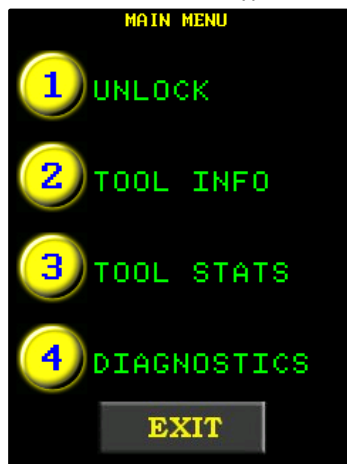 MAIN MENU
1 UNLOCK
2 TOOL INFO
3 TOOL STATS
4 DIAGNOSTICS
EXIT